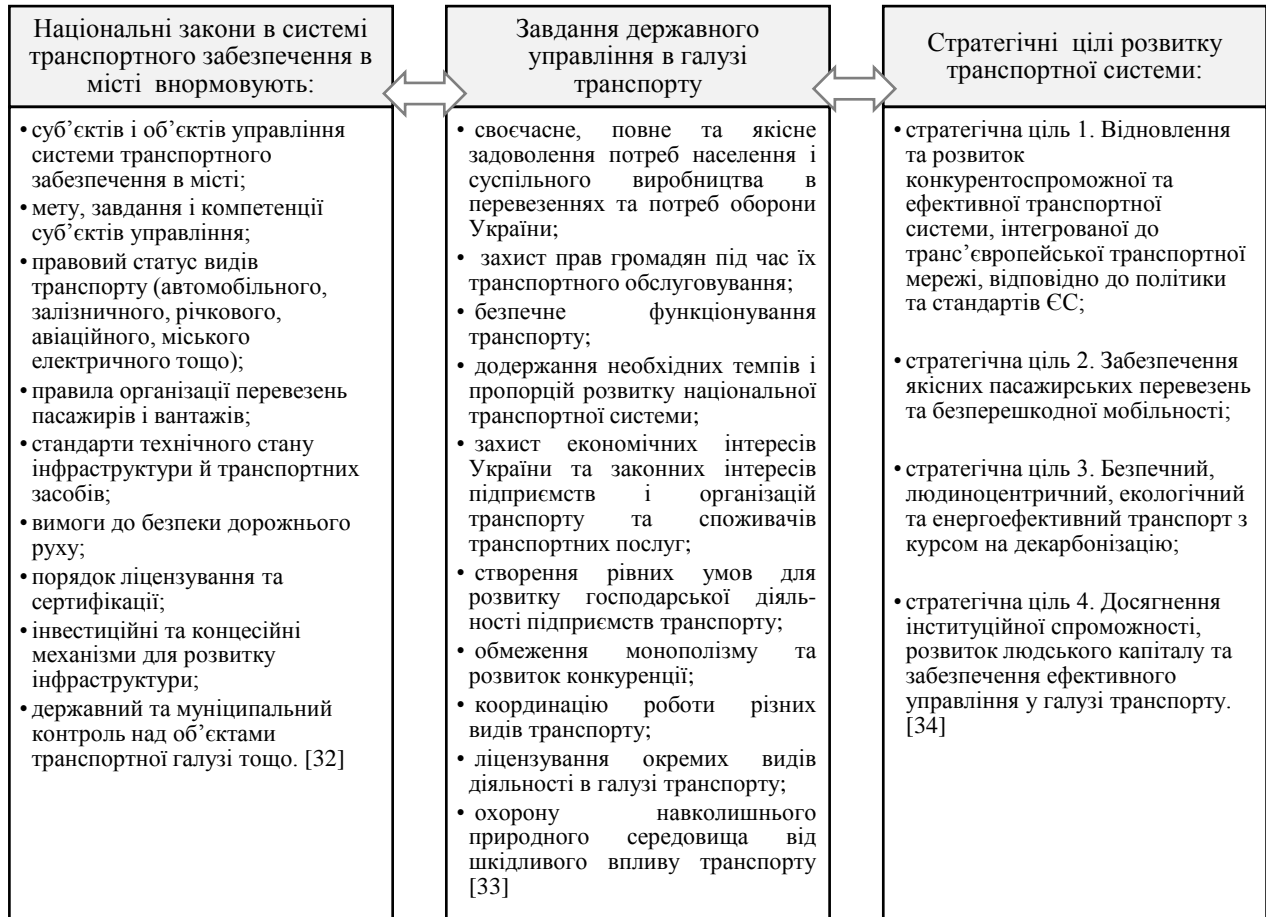 Національні закони в системі
транспортного забезпечення в
місті внормовують:
• суб’єктів і об’єктів управління
системи транспортного
забезпечення в місті;
• мету, завдання і компетенції
суб’єктів управління;
• правовий статус видів
транспорту (автомобільного,
залізничного, річкового,
авіаційного, міського
електричного тощо);
• правила організації перевезень
пасажирів і вантажів;
• стандарти технічного стану
інфраструктури й транспортних
засобів;
• вимоги до безпеки дорожнього
руху;
• порядок ліцензування та
сертифікації;
• інвестиційні та концесійні
механізми для розвитку
інфраструктури;
• державний та муніципальний
контроль над об’єктами
транспортної галузі тощо. [32]
Завдання державного
управління в галузі
транспорту
• своєчасне, повне та якісне
задоволення потреб населення і
суспільного виробництва в
перевезеннях та потреб оборони
України;
• захист прав громадян під час їх
транспортного обслуговування;
• безпечне функціонування
транспорту;
• додержання необхідних темпів і
пропорцій розвитку національної
транспортної системи;
• захист економічних інтересів
України та законних інтересів
підприємств і організацій
транспорту та споживачів
транспортних послуг;
• створення рівних умов для
розвитку господарської діяль-
ності підприємств транспорту;
• обмеження монополізму та
розвиток конкуренції;
• координацію роботи різних
видів транспорту;
• ліцензування окремих видів
діяльності в галузі транспорту;
• охорону навколишнього
природного середовища від
шкідливого впливу транспорту
[33]
Стратегічні цілі розвитку
транспортної системи:
• стратегічна ціль 1. Відновлення
та розвиток
конкурентоспроможної та
ефективної транспортної
системи, інтегрованої до
транс’європейської транспортної
мережі, відповідно до політики
та стандартів ЄС;
• стратегічна ціль 2. Забезпечення
якісних пасажирських перевезень
та безперешкодної мобільності;
• стратегічна ціль 3. Безпечний,
людиноцентричний, екологічний
та енергоефективний транспорт з
курсом на декарбонізацію;
• стратегічна ціль 4. Досягнення
інституційної спроможності,
розвиток людського капіталу та
забезпечення ефективного
управління у галузі транспорту.
[34]